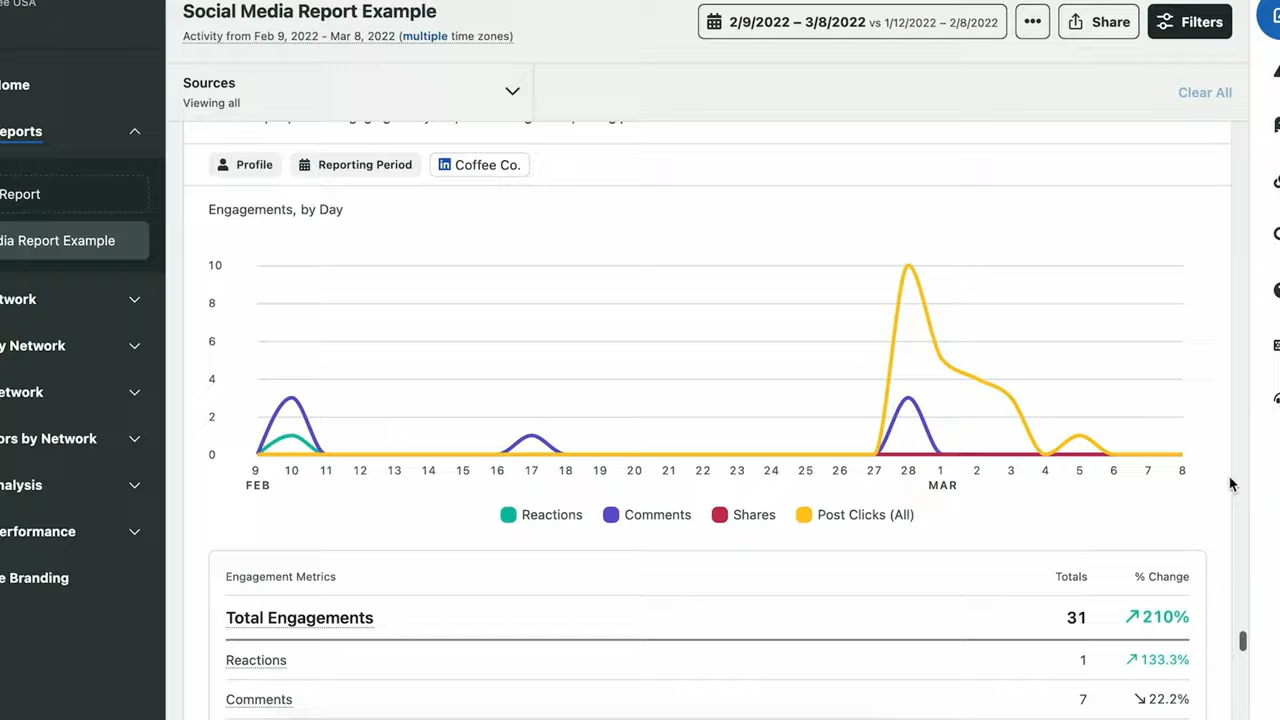 ee USA
Social Media Report Example
2/9/2022 – 3/8/2022 vs 1/12/2022 – 2/8/2022
•••
Share
Filters
Activity from Feb 9, 2022 - Mar 8, 2022 (multiple time zones)
ome
eports
Report
dia Report Example
twork
y Network
etwork
ors by Network
nalysis
erformance
e Branding
Sources
Viewing all
Clear All
Profile
Reporting Period
in Coffee Co.
Engagements, by Day
10
8
6
4
2
0
9 10 11 12 13 14 15 16 17 18 19 20 21 22 23 24 25 26 27 28 1 2 3 4 5 6 7 8
FEB MAR
Reactions Comments Shares Post Clicks (All)
Engagement Metrics Totals % Change
Total Engagements 31 210%
Reactions 1 133.3%
Comments 7 22.2%